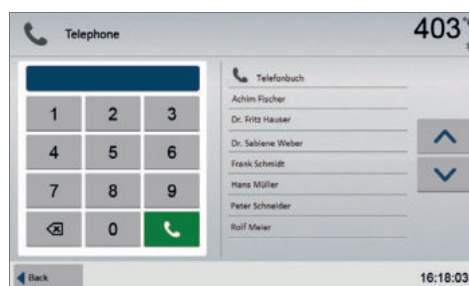 Telephone
403°
1 2 3
4 5 6
7 8 9
0
Telefonbuch
Achim Fischer
Dr. Fritz Hauser
Dr. Sabiene Weber
Frank Schmidt
Hans Müller
Peter Schneider
Rolf Meier
Back
16:18:03